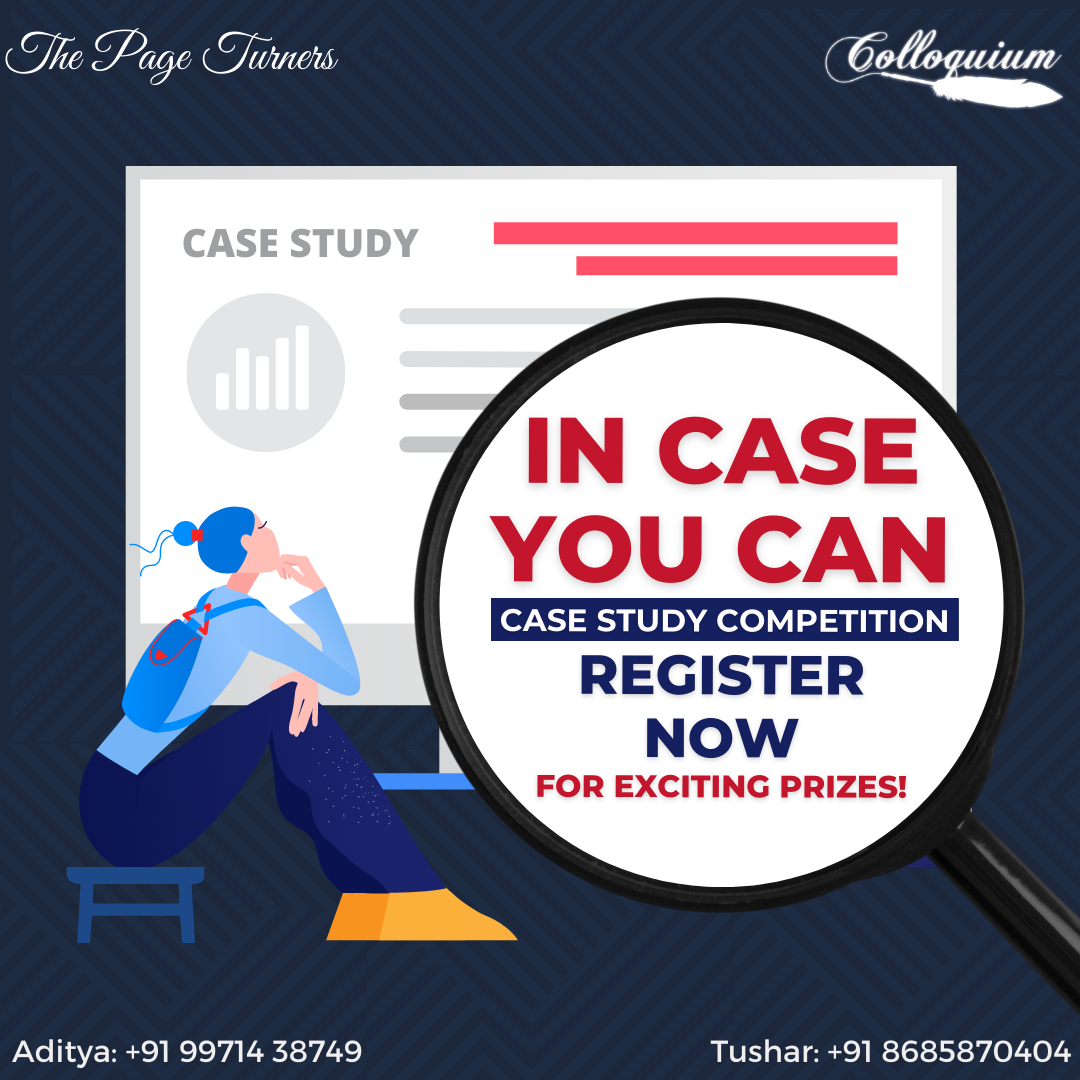 The Page Turners
Colloquium
CASE STUDY
IN CASE
YOU CAN
CASE STUDY COMPETITION
REGISTER
NOW
FOR EXCITING PRIZES!
Aditya: +91 99714 38749
Tushar: +91 8685870404